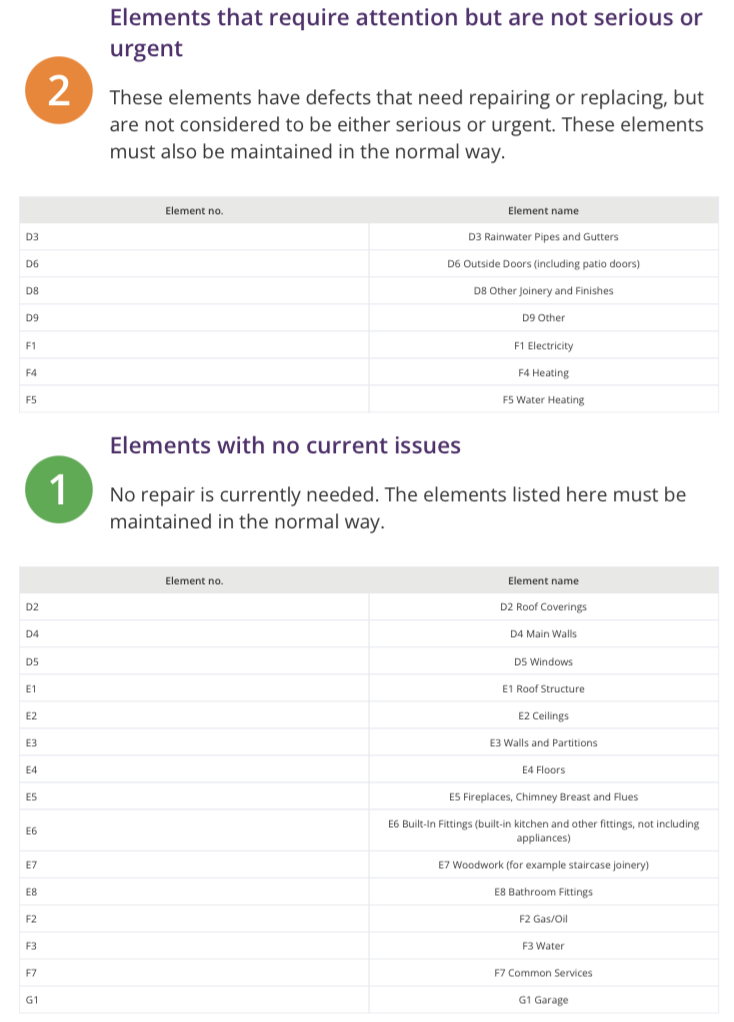 Elements that require attention but are not serious or
urgent
2
These elements have defects that need repairing or replacing, but
are not considered to be either serious or urgent. These elements
must also be maintained in the normal way.
Element no. Element name
D3 D3 Rainwater Pipes and Gutters
D6 D6 Outside Doors (including patio doors)
D8 D8 Other Joinery and Finishes
D9 D9 Other
F1 F1 Electricity
F4 F4 Heating
F5 F5 Water Heating
Elements with no current issues
1
No repair is currently needed. The elements listed here must be
maintained in the normal way.
Element no. Element name
D2 D2 Roof Coverings
D4 D4 Main Walls
D5 D5 Windows
E1 E1 Roof Structure
E2 E2 Ceilings
E3 E3 Walls and Partitions
E4 E4 Floors
E5 E5 Fireplaces, Chimney Breast and Flues
E6 E6 Built-In Fittings (built-in kitchen and other fittings, not including
appliances)
E7 E7 Woodwork (for example staircase joinery)
E8 E8 Bathroom Fittings
F2 F2 Gas/Oil
F3 F3 Water
F7 F7 Common Services
G1 G1 Garage